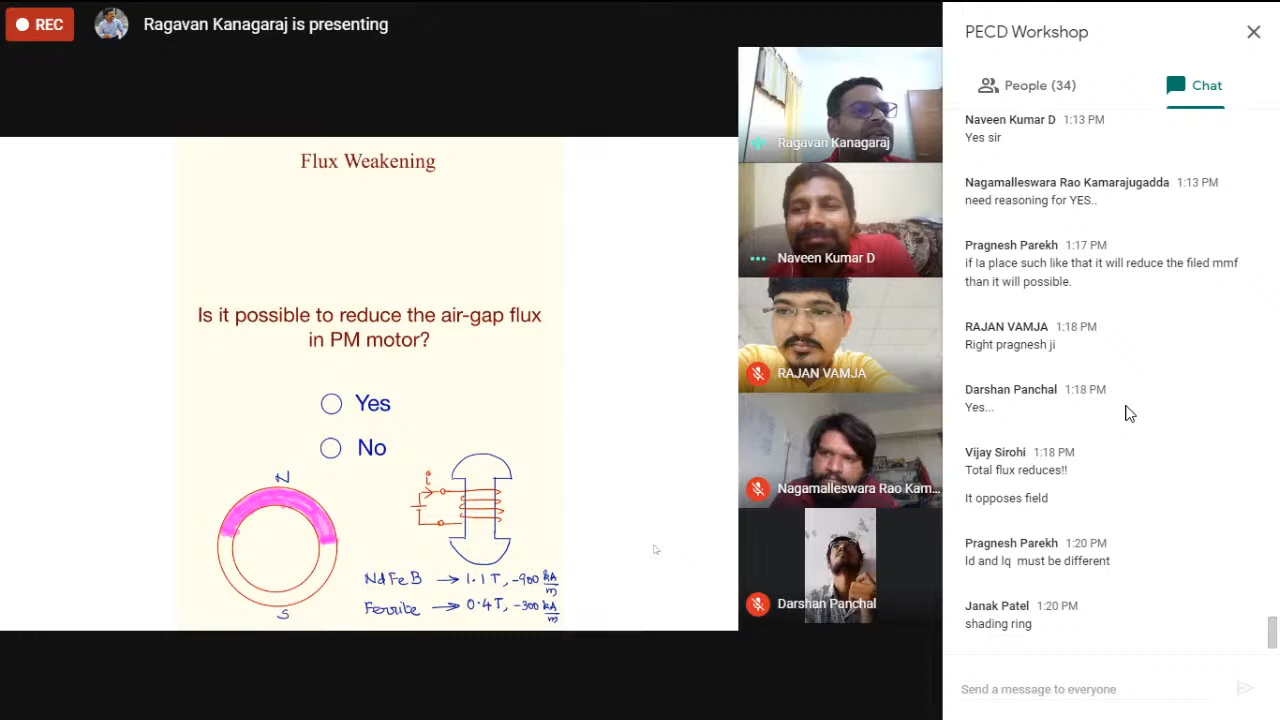 REC
Ragavan Kanagaraj is presenting
Flux Weakening
Is it possible to reduce the air-gap flux
in PM motor?
Yes
No
N
S
i
NdFeB → 1.1 T, -900 kA/m
Ferrite → 0.4T, -300 kA/m
Ragavan Kanagaraj
Naveen Kumar D
RAJAN VAMJA
Nagamalleswara Rao Kam...
Darshan Panchal
PECD Workshop
People (34)
Chat
Naveen Kumar D 1:13 PM
Yes sir
Nagamalleswara Rao Kamarajugadda 1:13 PM
need reasoning for YES..
Pragnesh Parekh 1:17 PM
if Ia place such like that it will reduce the filed mmf
than it will possible.
RAJAN VAMJA 1:18 PM
Right pragnesh ji
Darshan Panchal 1:18 PM
Yes...
Vijay Sirohi 1:18 PM
Total flux reduces!!
It opposes field
Pragnesh Parekh 1:20 PM
Id and Iq must be different
Janak Patel 1:20 PM
shading ring
Send a message to everyone